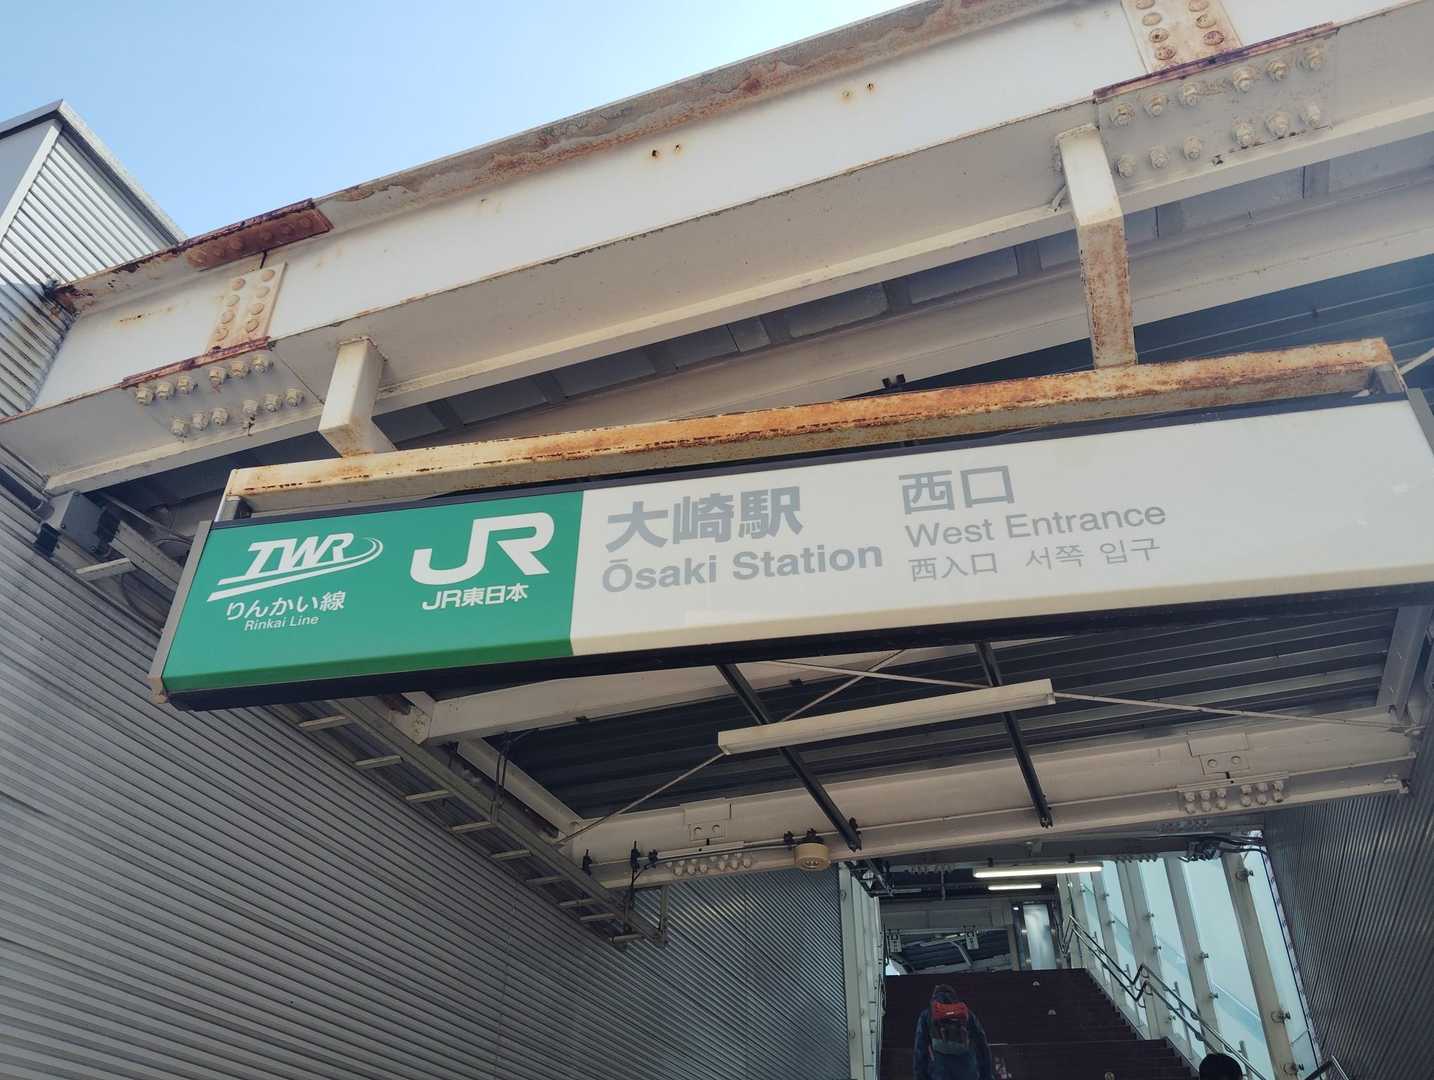 TWR
りんかい線
Rinkai Line
JR
JR東日本
大崎駅
Ōsaki Station
西口
West Entrance
西入口 서쪽 입구